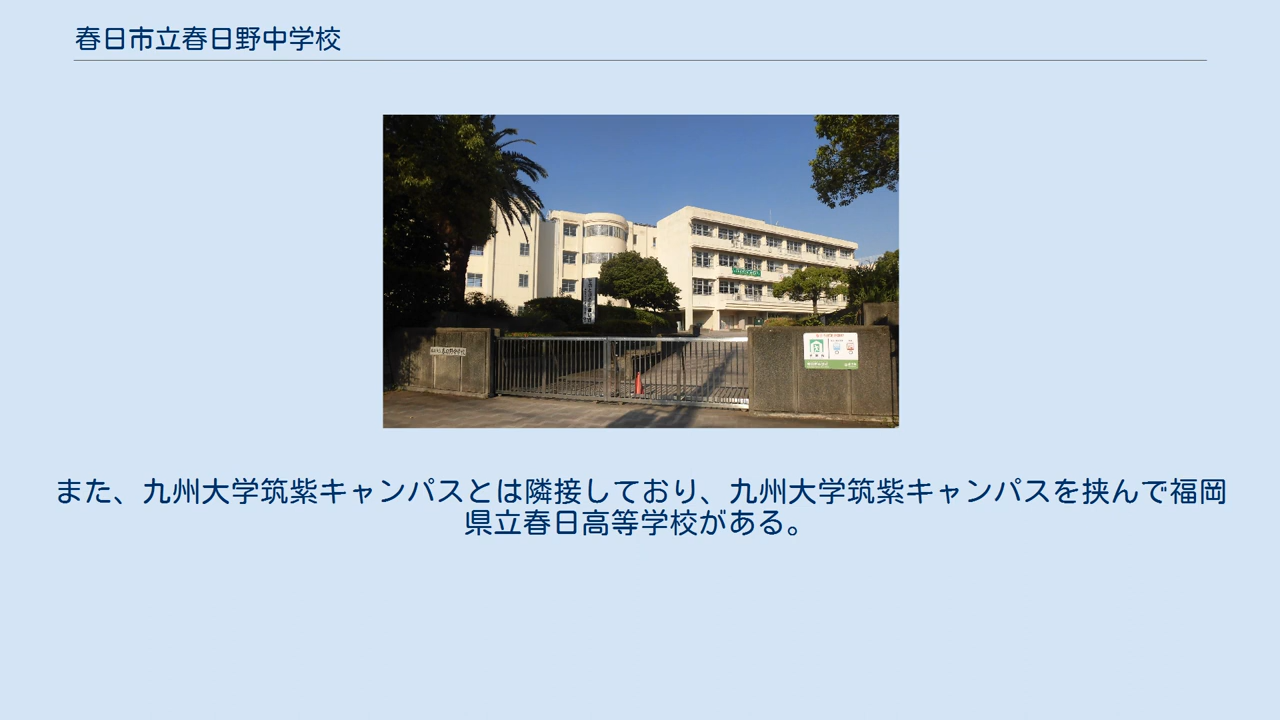 春日市立春日野中学校
また、九州大学筑紫キャンパスとは隣接しており、九州大学筑紫キャンパスを挟んで福岡
県立春日高等学校がある。